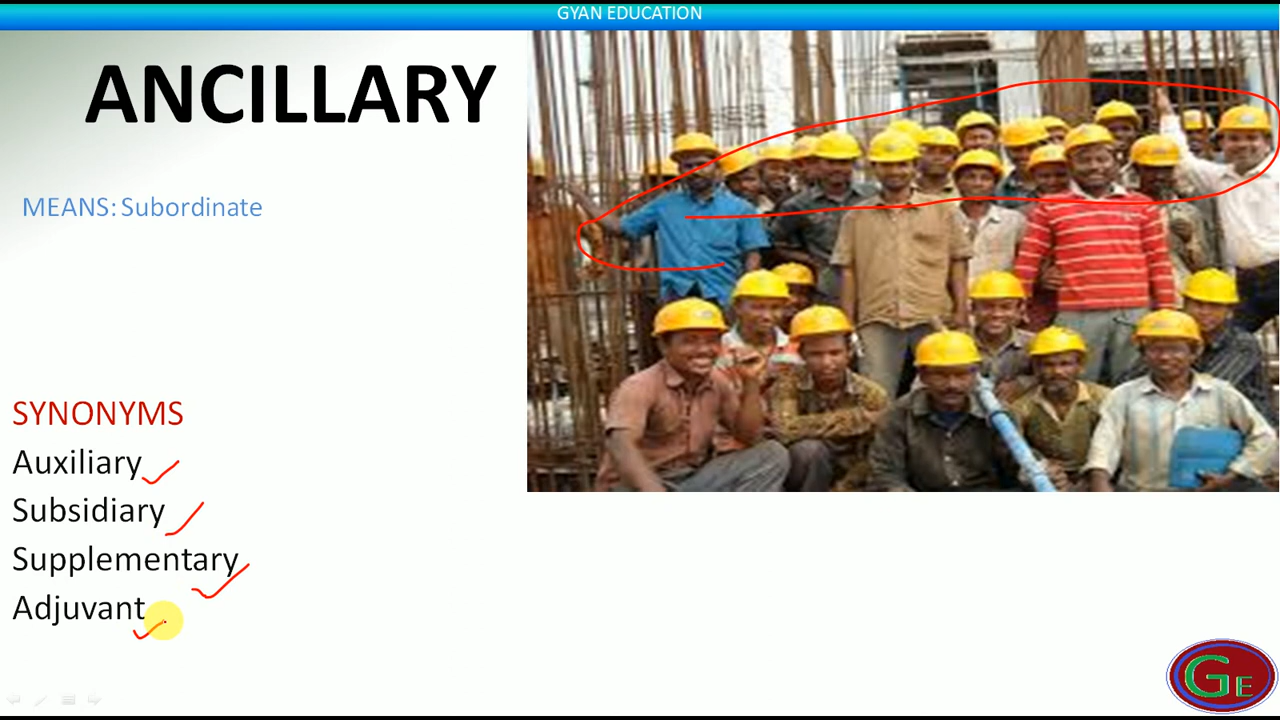 GYAN EDUCATION
ANCILLARY
MEANS: Subordinate
SYNONYMS
Auxiliary
Subsidiary
Supplementary
Adjuvant
GE